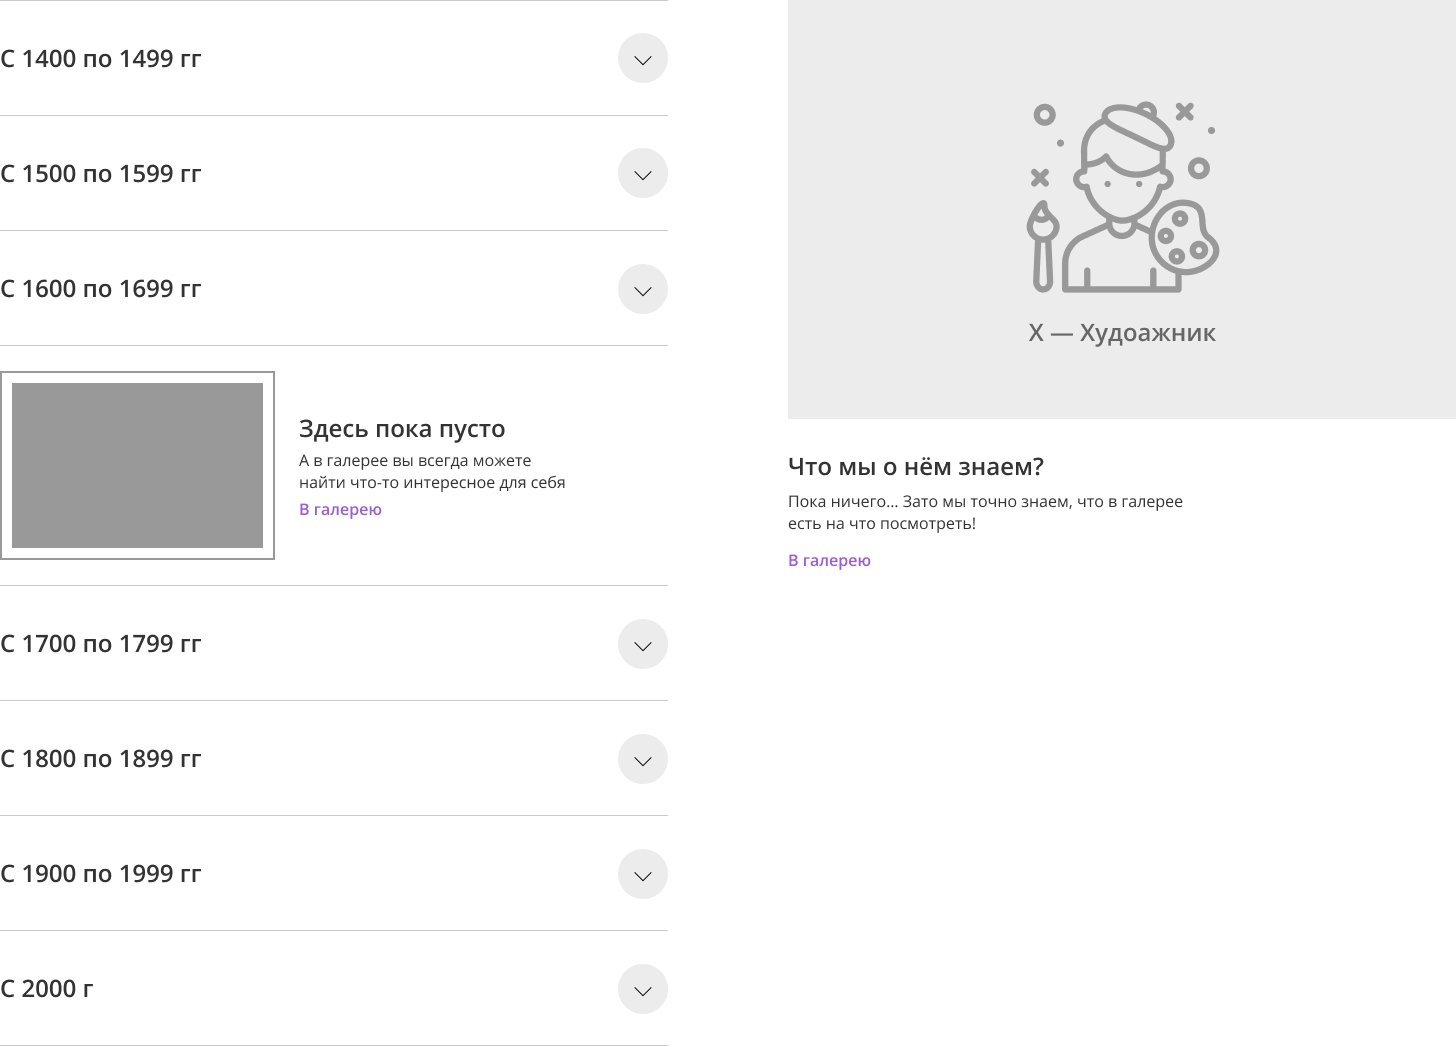 С 1400 по 1499 гг
С 1500 по 1599 гг
С 1600 по 1699 гг
Здесь пока пусто
А в галерее вы всегда можете
найти что-то интересное для себя
В галерею
С 1700 по 1799 гг
С 1800 по 1899 гг
С 1900 по 1999 гг
С 2000 г
Х — Худоажник
Что мы о нём знаем?
Пока ничего... Зато мы точно знаем, что в галерее
есть на что посмотреть!
В галерею